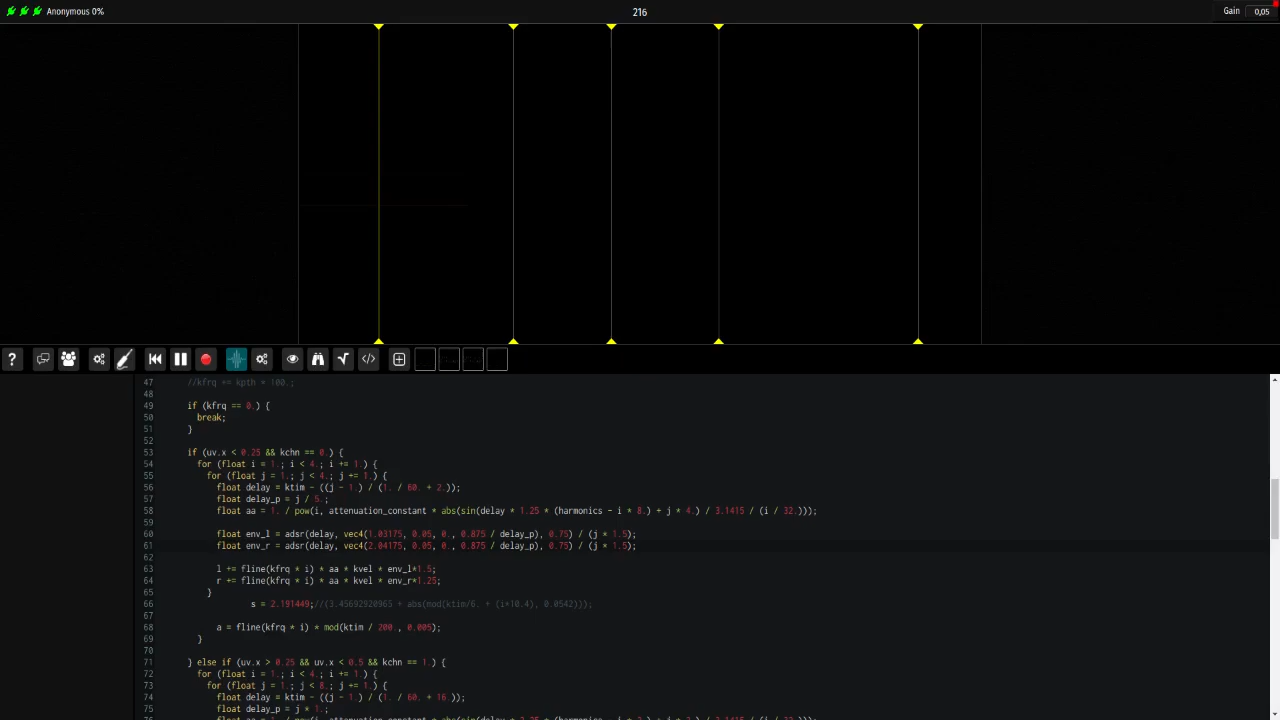 Anonymous 0%
216
Gain 0,05
?
47 //kfrq += kpth * 100.;
48
49 if (kfrq == 0.) {
50 break;
51 }
52
53 if (uv.x < 0.25 && kchn == 0.) {
54 for (float i = 1.; i < 4.; i += 1.) {
55 for (float j = 1.; j < 4.; j += 1.) {
56 float delay = ktim - ((j - 1.) / (1. / 60. + 2.));
57 float delay_p = j / 5.;
58 float aa = 1. / pow(i, attenuation_constant * abs(sin(delay * 1.25 * (harmonics - i * 8.) + j * 4.) / 3.1415 / (i / 32.)));
59
60 float env_l = adsr(delay, vec4(1.03175, 0.05, 0., 0.875 / delay_p), 0.75) / (j * 1.5);
61 float env_r = adsr(delay, vec4(2.04175, 0.05, 0., 0.875 / delay_p), 0.75) / (j * 1.5);
62
63 l += fline(kfrq * i) * aa * kvel * env_l*1.5;
64 r += fline(kfrq * i) * aa * kvel * env_r*1.25;
65 }
66 s = 2.191449;//(3.45692920965 + abs(mod(ktim/6. + (i*10.4), 0.0542)));
67
68 a = fline(kfrq * i) * mod(ktim / 200., 0.005);
69 }
70
71 } else if (uv.x > 0.25 && uv.x < 0.5 && kchn == 1.) {
72 for (float i = 1.; i < 4.; i += 1.) {
73 for (float j = 1.; j < 8.; j += 1.) {
74 float delay = ktim - ((j - 1.) / (1. / 60. + 16.));
75 float delay_p = j * 1.;